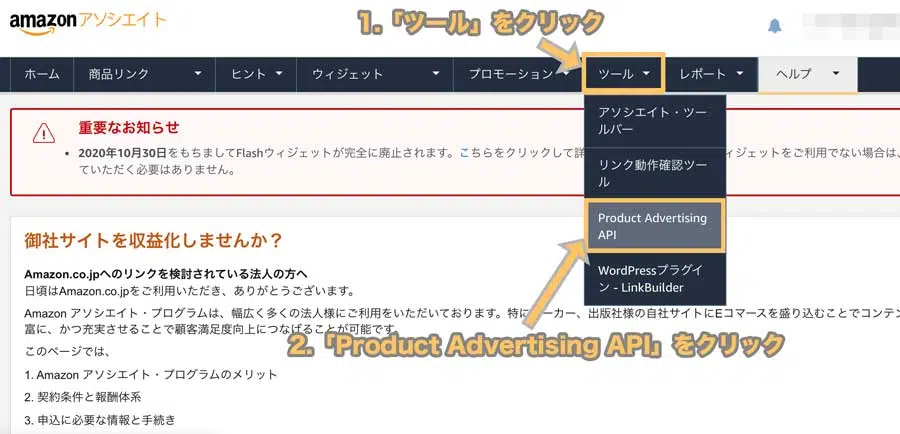 amazonアソシエイト
1.「ツール」をクリック
ホーム 商品リンク ヒント ウィジェット プロモーション ツール レポート ヘルプ
アソシエイト・ツー
ルバー
リンク動作確認ツー
ル
Product Advertising
API
WordPressプラグイ
ン - LinkBuilder
重要なお知らせ
• 2020年10月30日をもちましてFlashウィジェットが完全に廃止されます。こちらをクリックして詳 ィジェットをご利用でない場合は、
ていただく必要はありません。
御社サイトを収益化しませんか？
Amazon.co.jpへのリンクを検討されている法人の方へ
日頃はAmazon.co.jpをご利用いただき、ありがとうございます。
Amazon アソシエイト・プログラムは、幅広く多くの法人様にご利用をいただいております。特に ーカー、出版社様の自社サイトにEコマースを盛り込むことでコンテン
富に、かつ充実させることで顧客満足度向上につなげることが可能です。
2.「Product Advertising API」をクリック
このページでは、
1. Amazon アソシエイト・プログラムのメリット
2. 契約条件と報酬体系
3. 申込に必要な情報と手続き